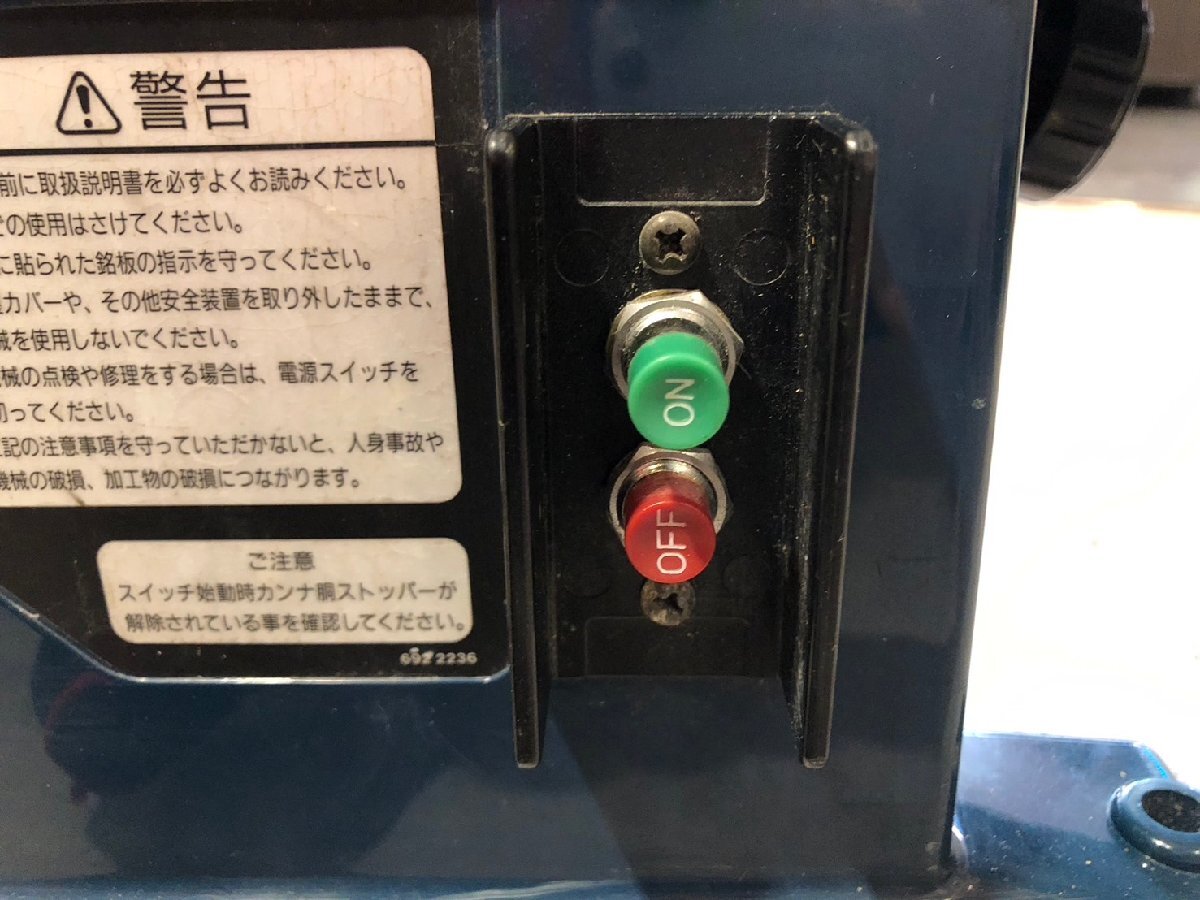 警告
前に取扱説明書を必ずよくお読みください。
の使用はさけてください。
に貼られた銘板の指示を守ってください。
カバーや、その他安全装置を取り外したままで、
械を使用しないでください。
械の点検や修理をする場合は、電源スイッチを
切ってください。
記の注意事項を守っていただかないと、人身事故や
機械の破損、加工物の破損につながります。
ご注意
スイッチ始動時カンナ胴ストッパーが
解除されている事を確認してください。
692 2236
ON
OFF